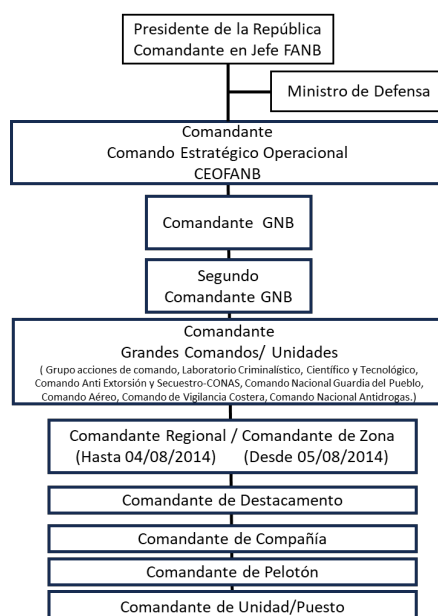 Presidente de la República
Comandante en Jefe FANB
Ministro de Defensa
Comandante
Comando Estratégico Operacional
CEOFANB
Comandante GNB
Segundo
Comandante GNB
Comandante
Grandes Comandos/ Unidades
( Grupo acciones de comando, Laboratorio Criminalístico, Científico y Tecnológico,
Comando Anti Extorsión y Secuestro-CONAS, Comando Nacional Guardia del Pueblo,
Comando Aéreo, Comando de Vigilancia Costera, Comando Nacional Antidrogas.)
Comandante Regional / Comandante de Zona
(Hasta 04/08/2014) (Desde 05/08/2014)
Comandante de Destacamento
Comandante de Compañía
Comandante de Pelotón
Comandante de Unidad/Puesto